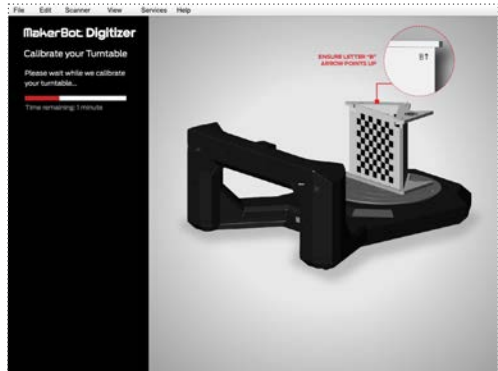 File Edit Scanner View Services Help
MakerBot Digitizer
Calibrate your Turntable
Please wait while we calibrate
your turntable...
Time remaining: 1 minute
ENSURE LETTER "B"
ARROW POINTS UP
B↑